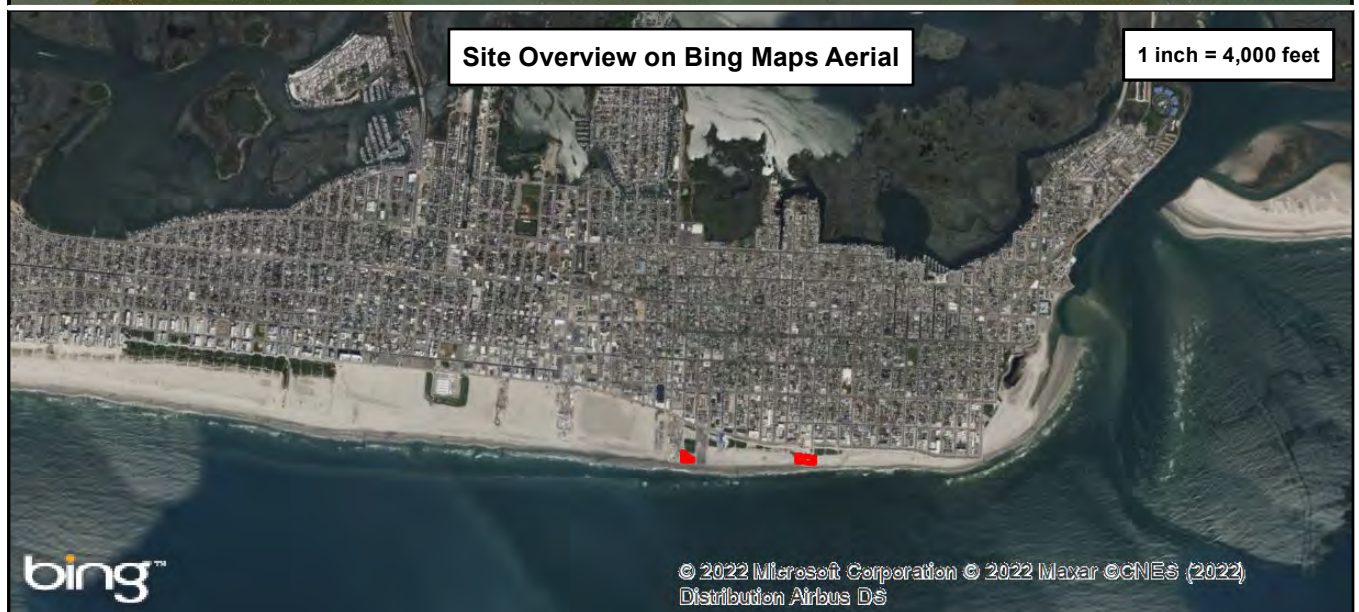 Site Overview on Bing Maps Aerial
1 inch = 4,000 feet
bing™
© 2022 Microsoft Corporation © 2022 Maxar ©CNES (2022)
Distribution Airbus DS